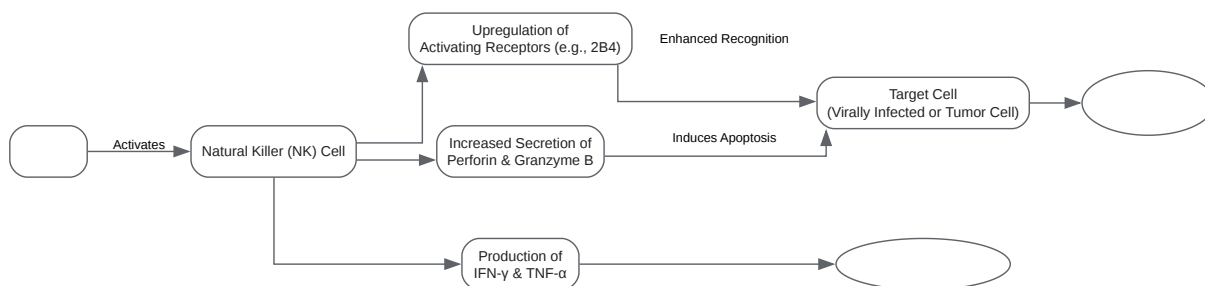 Upregulation of
Activating Receptors (e.g., 2B4)
Enhanced Recognition
Target Cell
(Virally Infected or Tumor Cell)
Activates
Natural Killer (NK) Cell
Increased Secretion of
Perforin & Granzyme B
Induces Apoptosis
Production of
IFN-γ & TNF-α